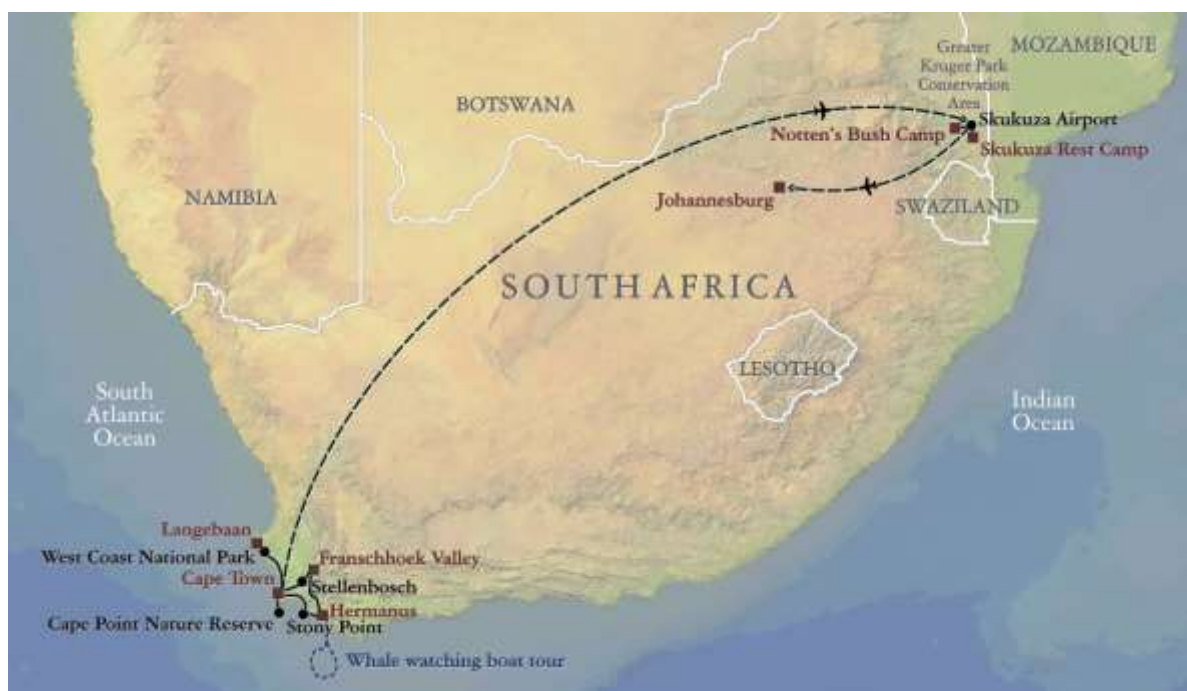 Greater
Kruger Park
Conservation
Area
MOZAMBIQUE
BOTSWANA
Skukuza Airport
Notten's Bush Camp
Skukuza Rest Camp
NAMIBIA
Johannesburg
SWAZILAND
SOUTH AFRICA
LESOTHO
South
Atlantic
Ocean
Indian
Ocean
Langebaan
West Coast National Park
Franschhoek Valley
Cape Town
Stellenbosch
Hermanus
Cape Point Nature Reserve
Stony Point
Whale watching boat tour